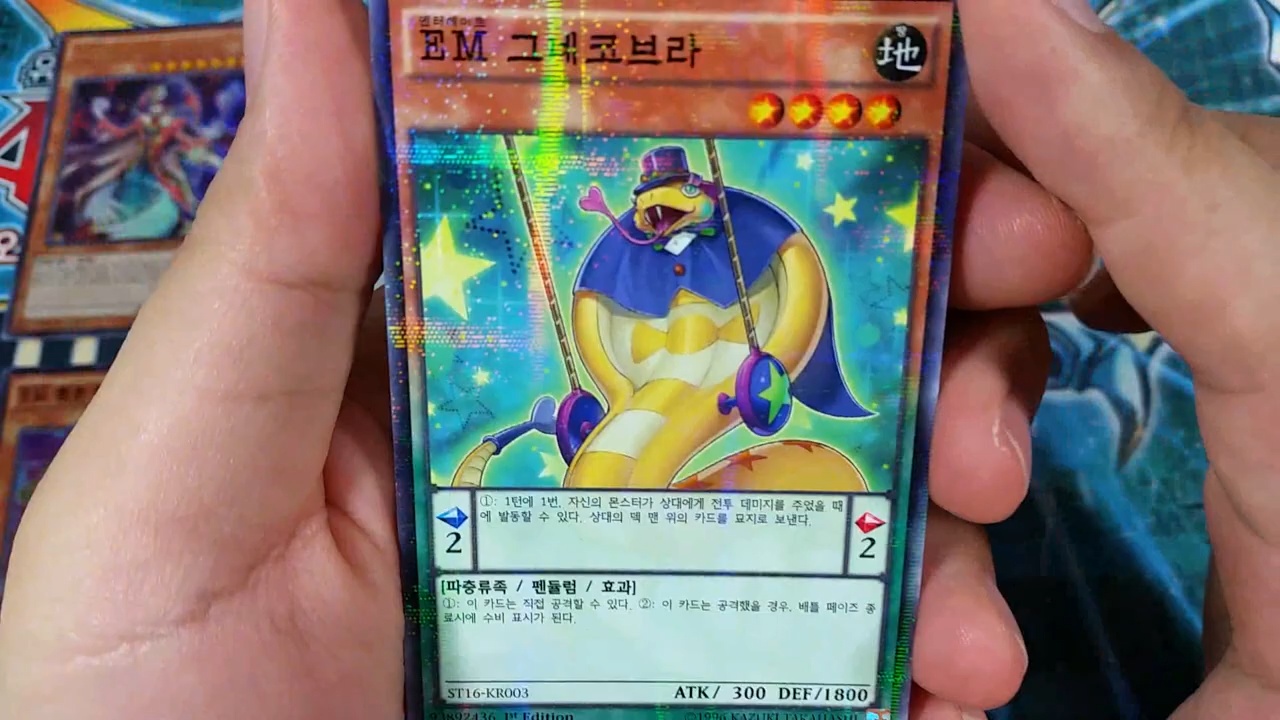 엔터메이트
EM 그네코브라
땅
地
①: 1턴에 1번, 자신의 몬스터가 상대에게 전투 데미지를 주었을 때
에 발동할 수 있다. 상대의 덱 맨 위의 카드를 묘지로 보낸다.
2
2
[파충류족 / 펜듈럼 / 효과]
①: 이 카드는 직접 공격할 수 있다. ②: 이 카드는 공격했을 경우, 배틀 페이즈 종
료시에 수비 표시가 된다.
ST16-KR003
ATK/ 300 DEF/1800
93892436 1st Edition
©1996 KAZUKI TAKAHASHI